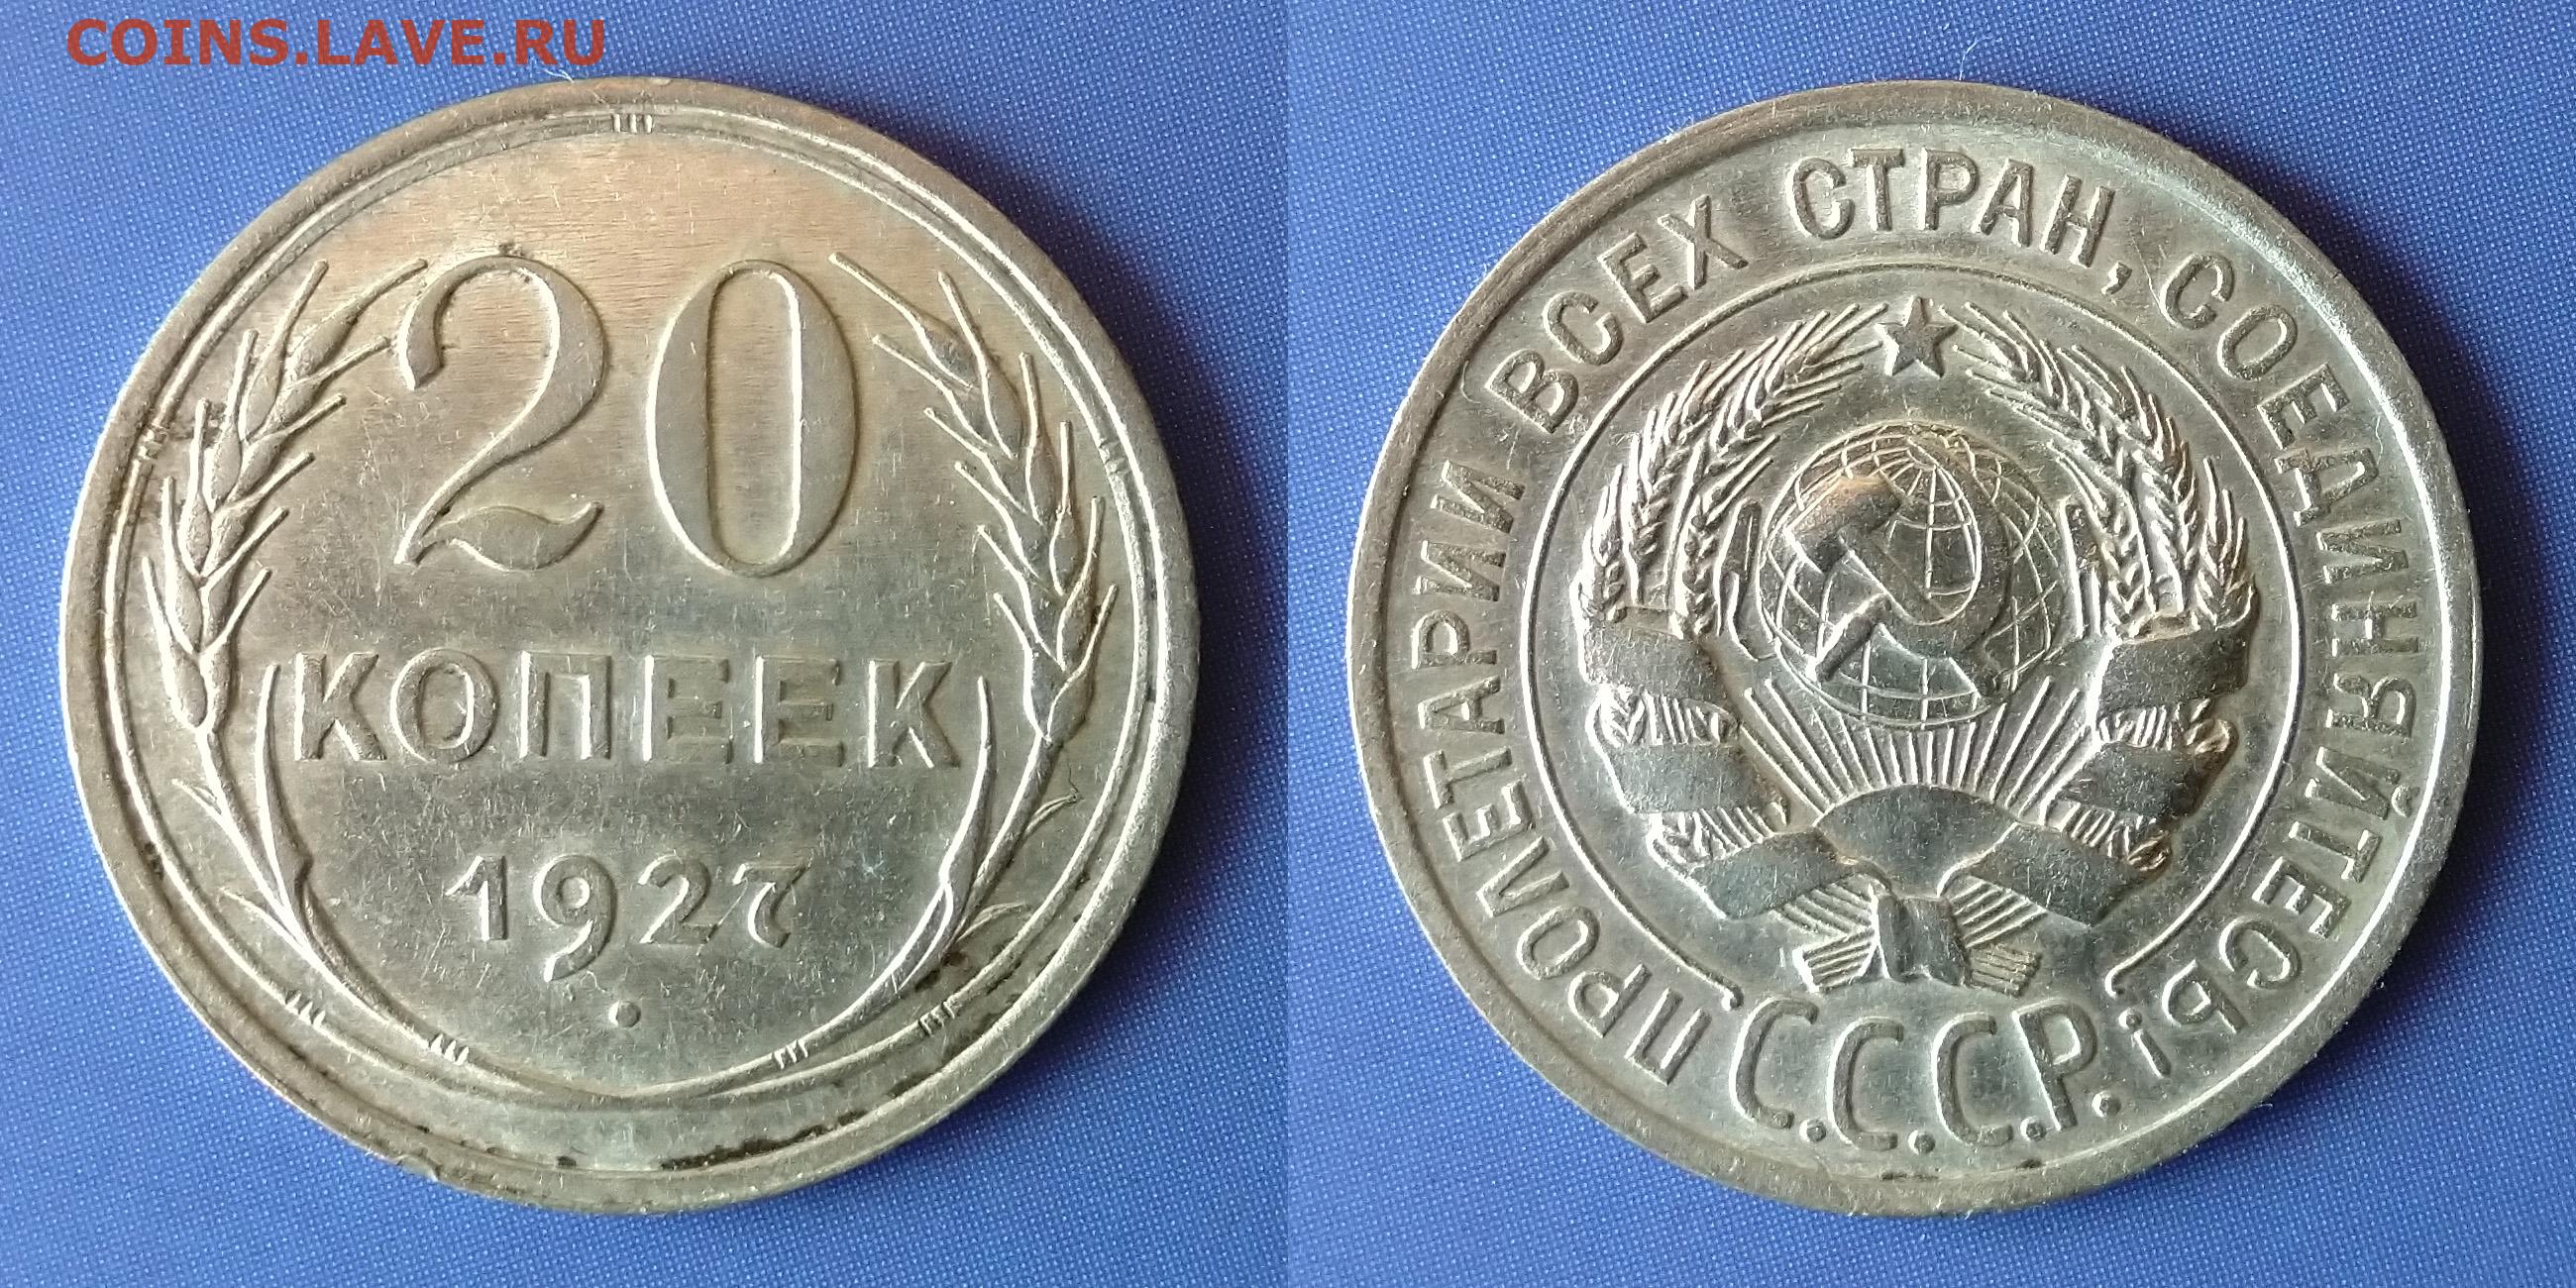 COINS.LAVE.RU
20
КОПЕЕК
1927
ПРОЛЕТАРИИ ВСЕХ СТРАН, СОЕДИНЯЙТЕСЬ!
С.С.С.Р.